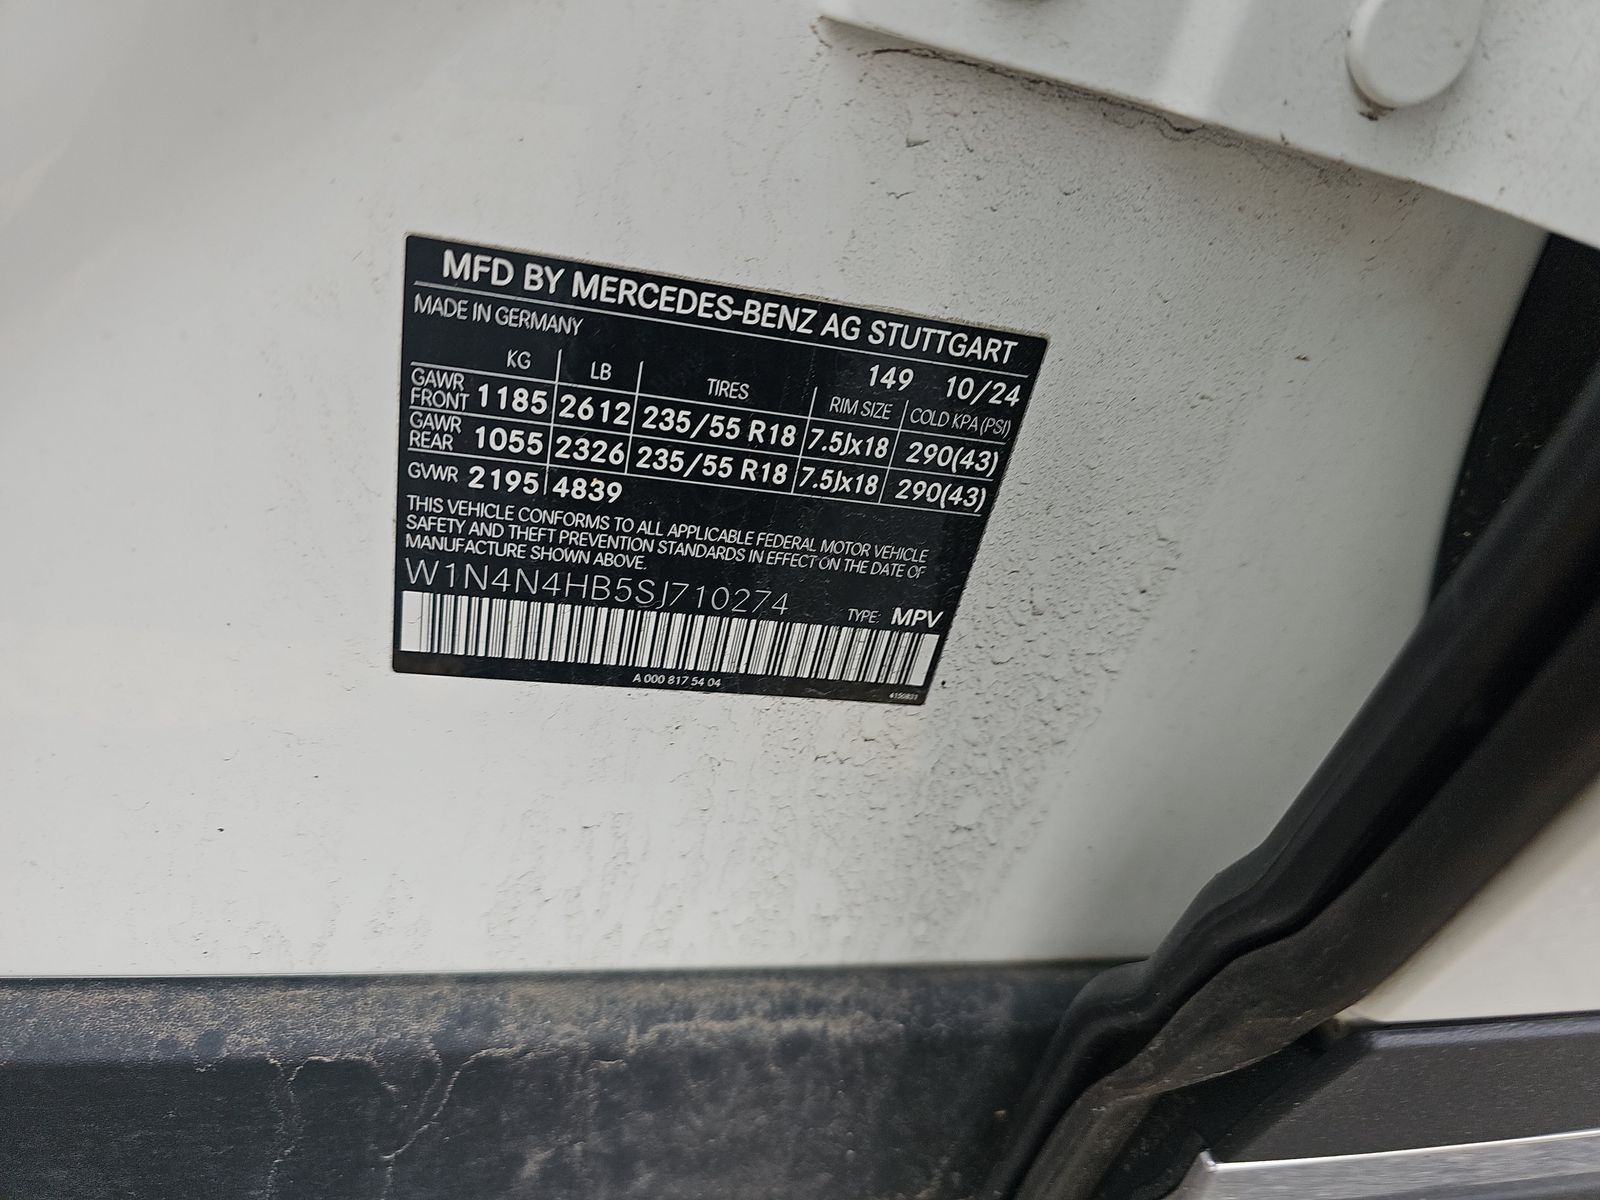 MFD BY MERCEDES-BENZ AG STUTTGART
MADE IN GERMANY
149 10/24
KG LB TIRES RIM SIZE COLD KPA (PSI)
GAWR FRONT 1185 2612 235/55 R18 7.5Jx18 290(43)
GAWR REAR 1055 2326 235/55 R18 7.5Jx18 290(43)
GVWR 2195 4839
THIS VEHICLE CONFORMS TO ALL APPLICABLE FEDERAL MOTOR VEHICLE
SAFETY AND THEFT PREVENTION STANDARDS IN EFFECT ON THE DATE OF
MANUFACTURE SHOWN ABOVE.
W1N4N4HB5SJ710274
TYPE: MPV
A 000 817 54 04
4150831